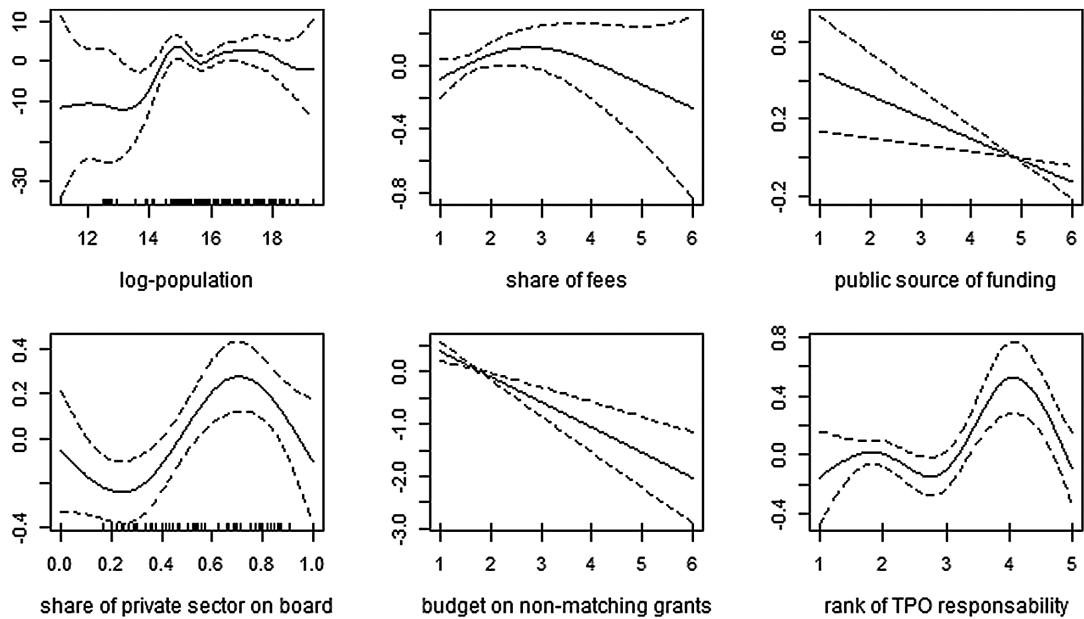 10
0
-10
-30
12 14 16 18
log-population
0.0
-0.4
-0.8
1 2 3 4 5 6
share of fees
0.6
0.2
-0.2
1 2 3 4 5 6
public source of funding
0.4
0.2
0.0
-0.4
0.0 0.2 0.4 0.6 0.8 1.0
share of private sector on board
0.0
-1.0
-2.0
-3.0
1 2 3 4 5 6
budget on non-matching grants
0.8
0.4
0.0
-0.4
1 2 3 4 5
rank of TPO responsability